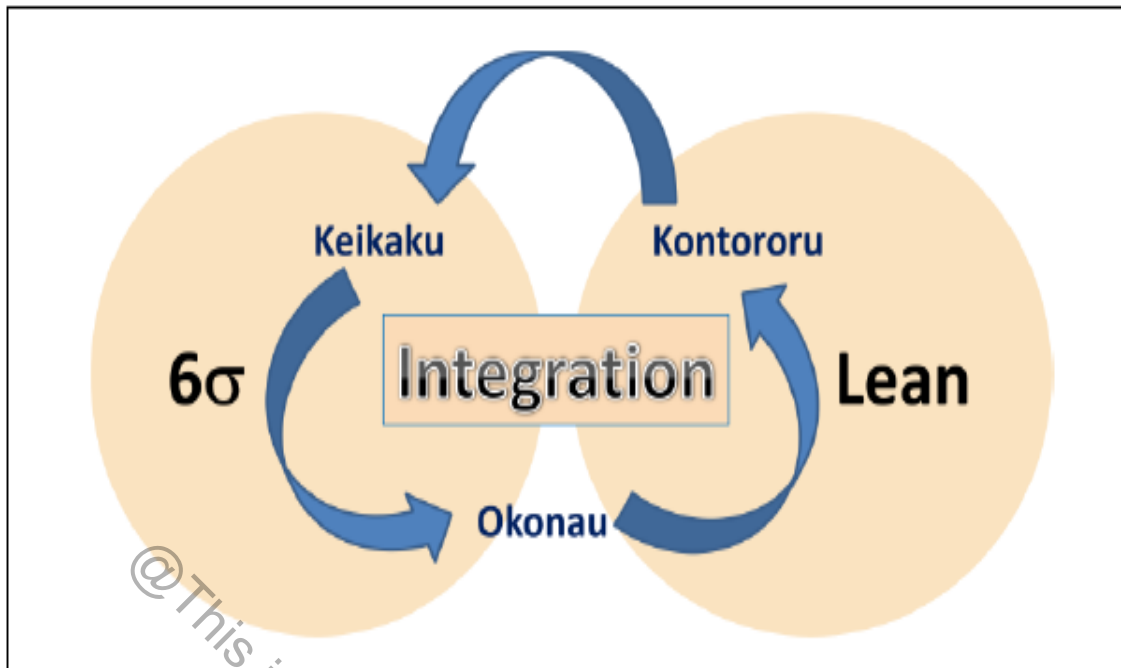 Keikaku
Kontororu
6σ
Integration
Lean
Okonau
@This i